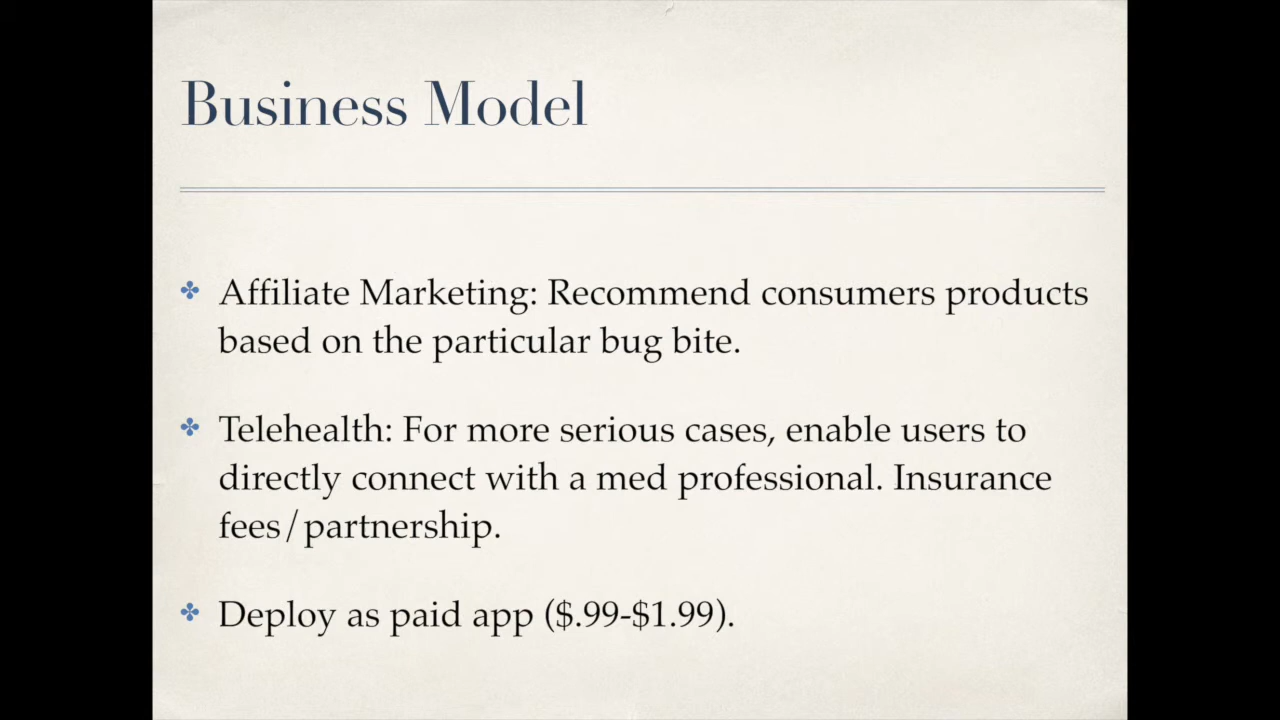 Business Model
Affiliate Marketing: Recommend consumers products
based on the particular bug bite.
Telehealth: For more serious cases, enable users to
directly connect with a med professional. Insurance
fees/partnership.
Deploy as paid app ($.99-$1.99).